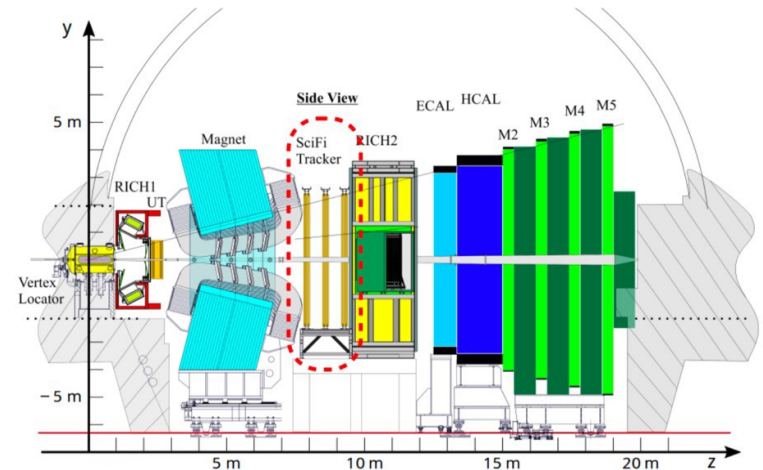 y
5 m
Side View
ECAL
HCAL
M2
M3
M4
M5
Magnet
SciFi
Tracker
RICH2
RICH1
UT
Vertex
Locator
− 5 m
5 m
10 m
15 m
20 m
z